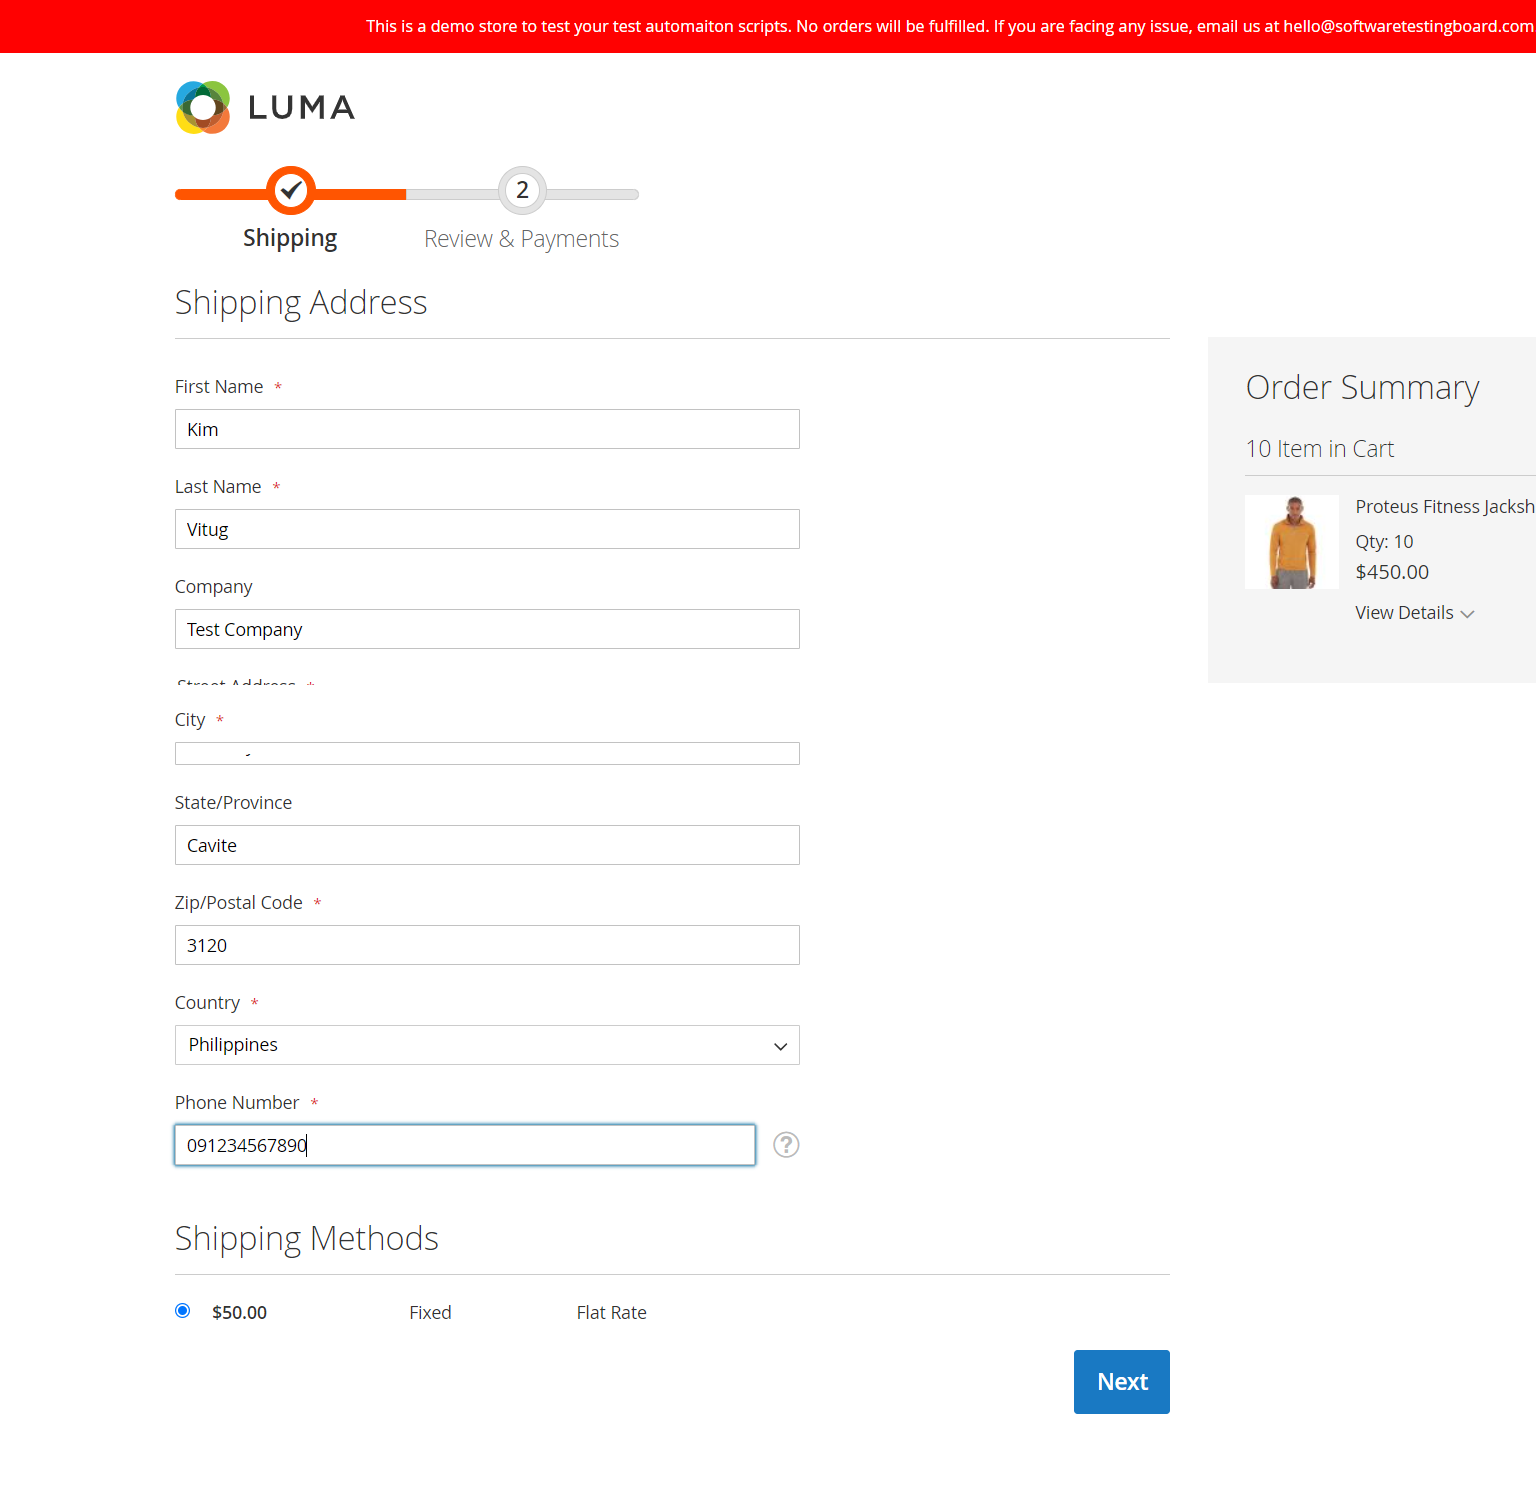 This is a demo store to test your test automaiton scripts. No orders will be fulfilled. If you are facing any issue, email us at hello@softwaretestingboard.com
LUMA
2
Shipping
Review & Payments
Shipping Address
First Name *
Kim
Last Name *
Vitug
Company
Test Company
Street Address *
City *
State/Province
Cavite
Zip/Postal Code *
3120
Country *
Philippines
Phone Number *
091234567890
?
Shipping Methods
$50.00 Fixed Flat Rate
Next
Order Summary
10 Item in Cart
Proteus Fitness Jacksh
Qty: 10
$450.00
View Details